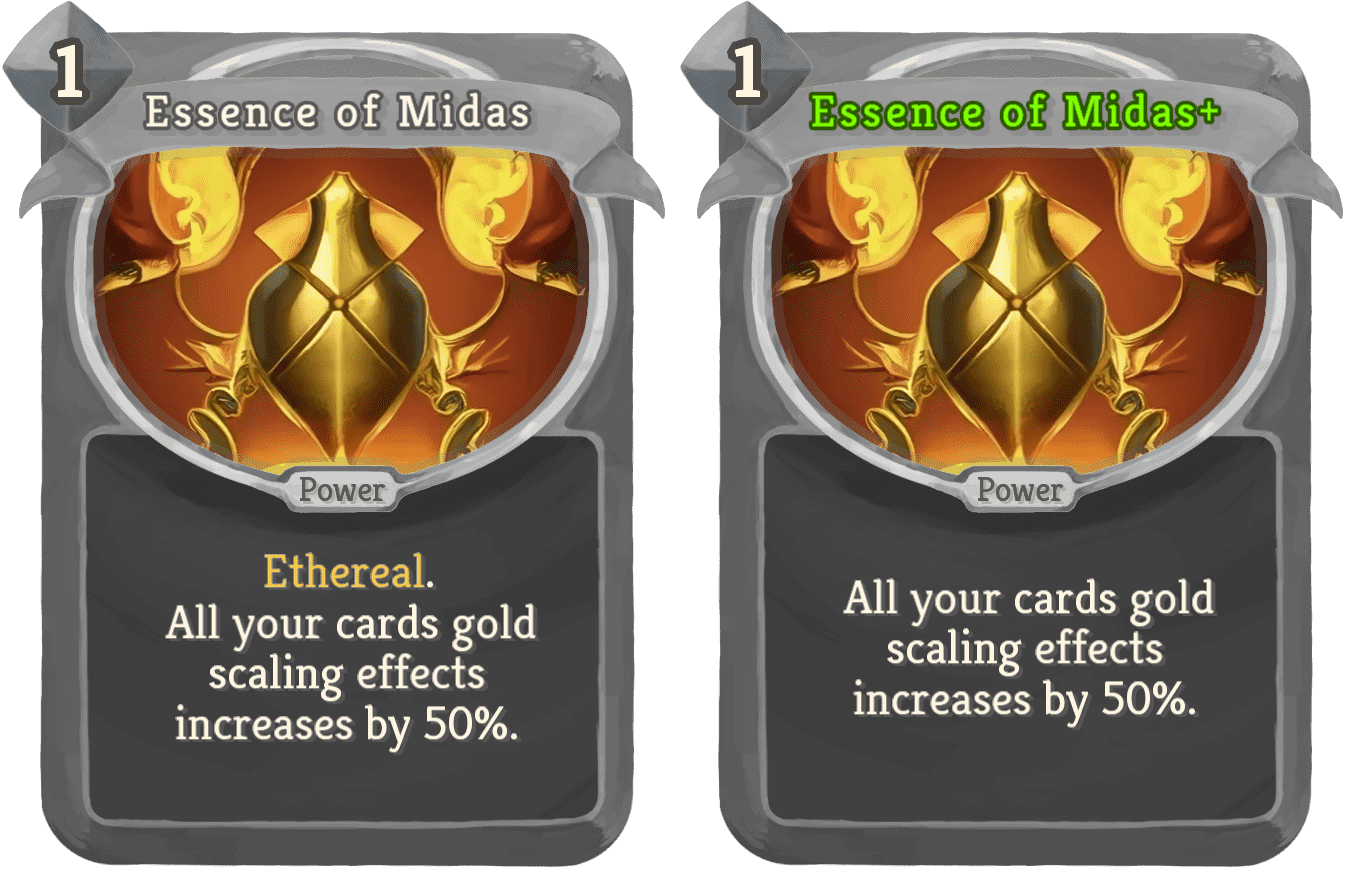 1
Essence of Midas
Power
Ethereal.
All your cards gold
scaling effects
increases by 50%.
1
Essence of Midas+
Power
All your cards gold
scaling effects
increases by 50%.